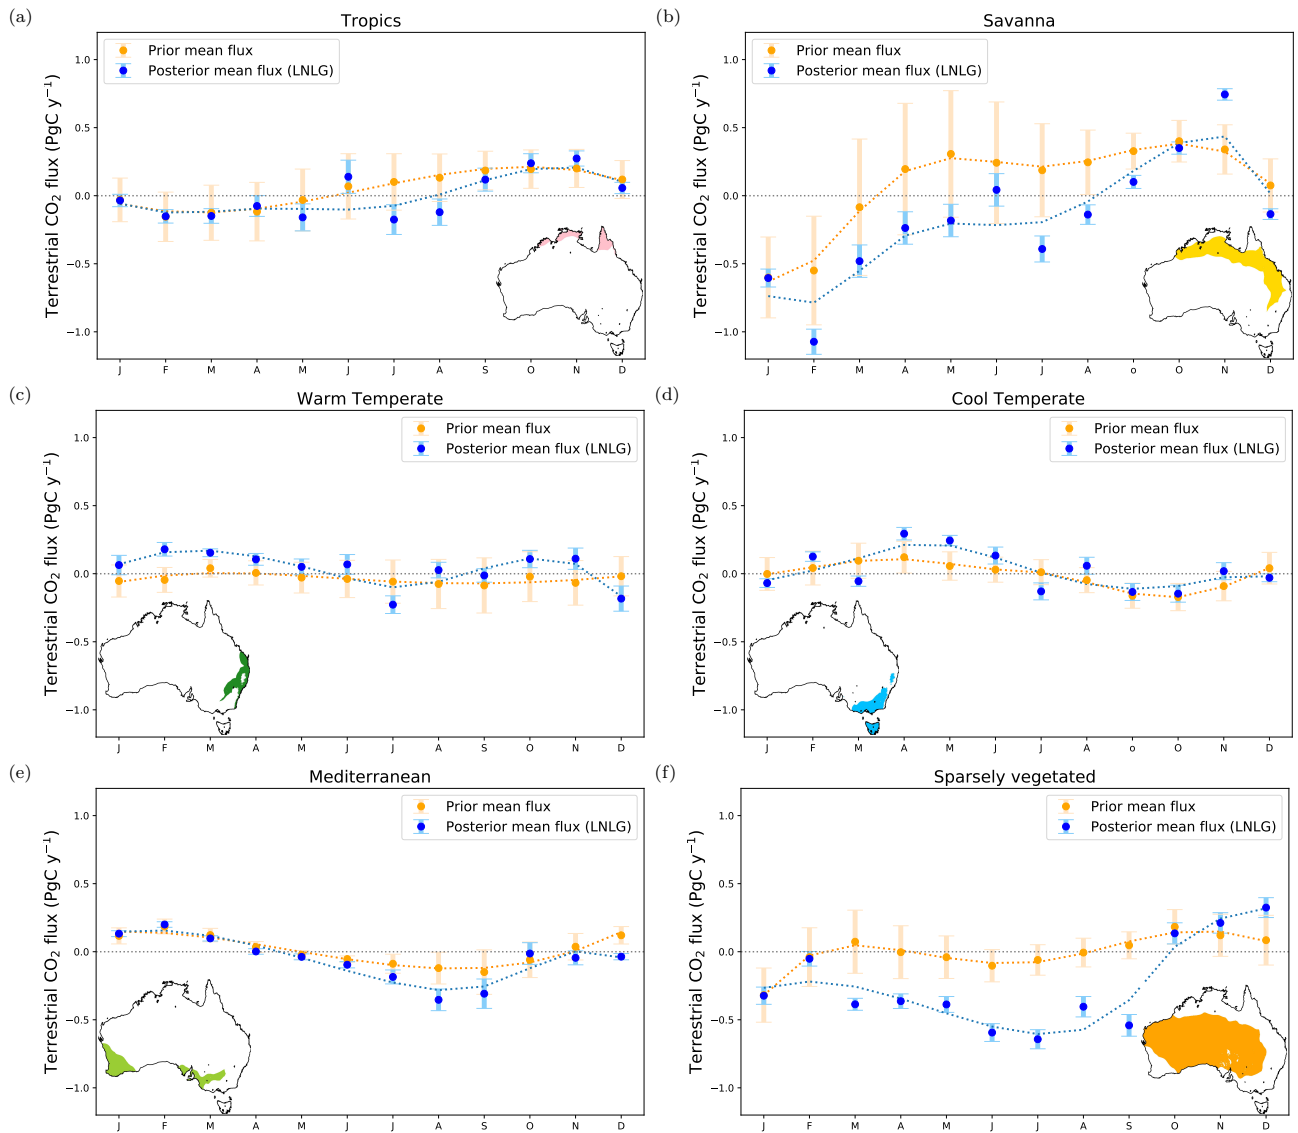 (a)
Tropics
Terrestrial CO₂ flux (PgC y⁻¹)
1.0
0.5
0.0
−0.5
−1.0
Prior mean flux
Posterior mean flux (LNLG)
J F M A M J J A S O N D
(b)
Savanna
Terrestrial CO₂ flux (PgC y⁻¹)
1.0
0.5
0.0
−0.5
−1.0
Prior mean flux
Posterior mean flux (LNLG)
J F M A M J J A o O N D
(c)
Warm Temperate
Terrestrial CO₂ flux (PgC y⁻¹)
1.0
0.5
0.0
−0.5
−1.0
Prior mean flux
Posterior mean flux (LNLG)
J F M A M J J A S O N D
(d)
Cool Temperate
Terrestrial CO₂ flux (PgC y⁻¹)
1.0
0.5
0.0
−0.5
−1.0
Prior mean flux
Posterior mean flux (LNLG)
J F M A M J J A o O N D
(e)
Mediterranean
Terrestrial CO₂ flux (PgC y⁻¹)
1.0
0.5
0.0
−0.5
−1.0
Prior mean flux
Posterior mean flux (LNLG)
J F M A M J J A S O N D
(f)
Sparsely vegetated
Terrestrial CO₂ flux (PgC y⁻¹)
1.0
0.5
0.0
−0.5
−1.0
Prior mean flux
Posterior mean flux (LNLG)
J F M A M J J A S O N D